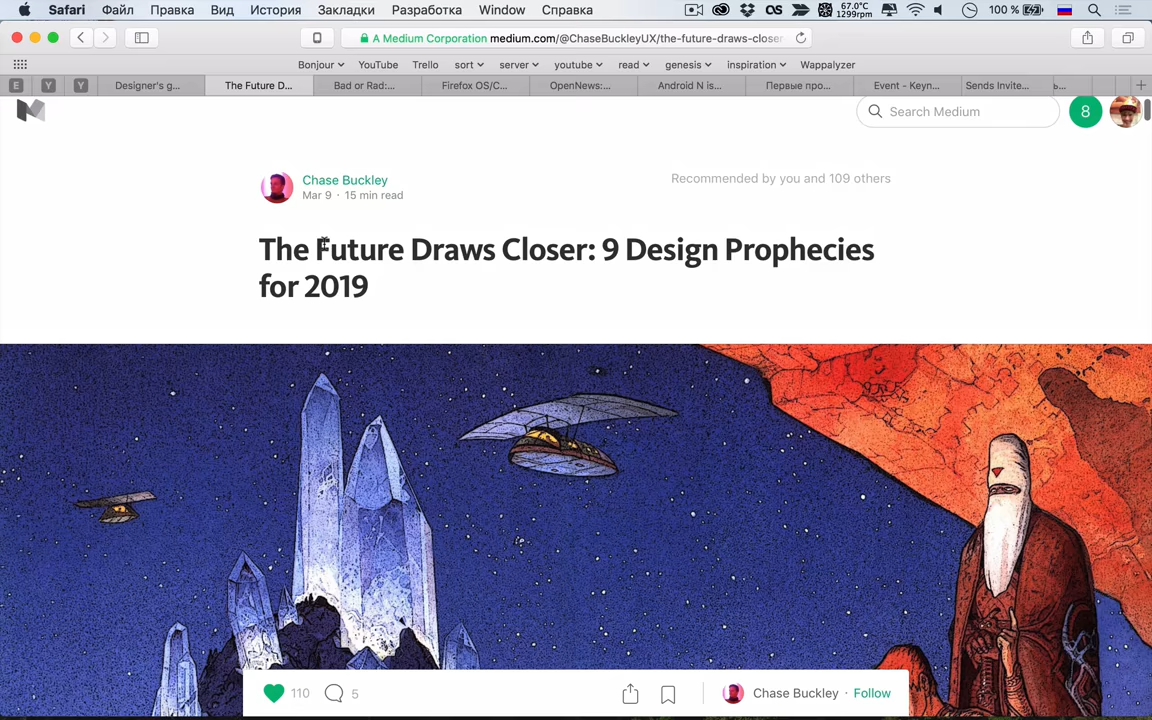 Safari Файл Правка Вид История Закладки Разработка Window Справка 67.0°C 1299rpm 100 %
A Medium Corporation medium.com/@ChaseBuckleyUX/the-future-draws-closer-
Bonjour YouTube Trello sort server youtube read genesis inspiration Wappalyzer
E Y Y Designer's g... The Future D... Bad or Rad:... Firefox OS/C... OpenNews:... Android N is... Первые про... Event - Keyn... Sends Invite...
Search Medium 8
Chase Buckley
Mar 9 · 15 min read
Recommended by you and 109 others
The Future Draws Closer: 9 Design Prophecies
for 2019
110 5 Chase Buckley · Follow